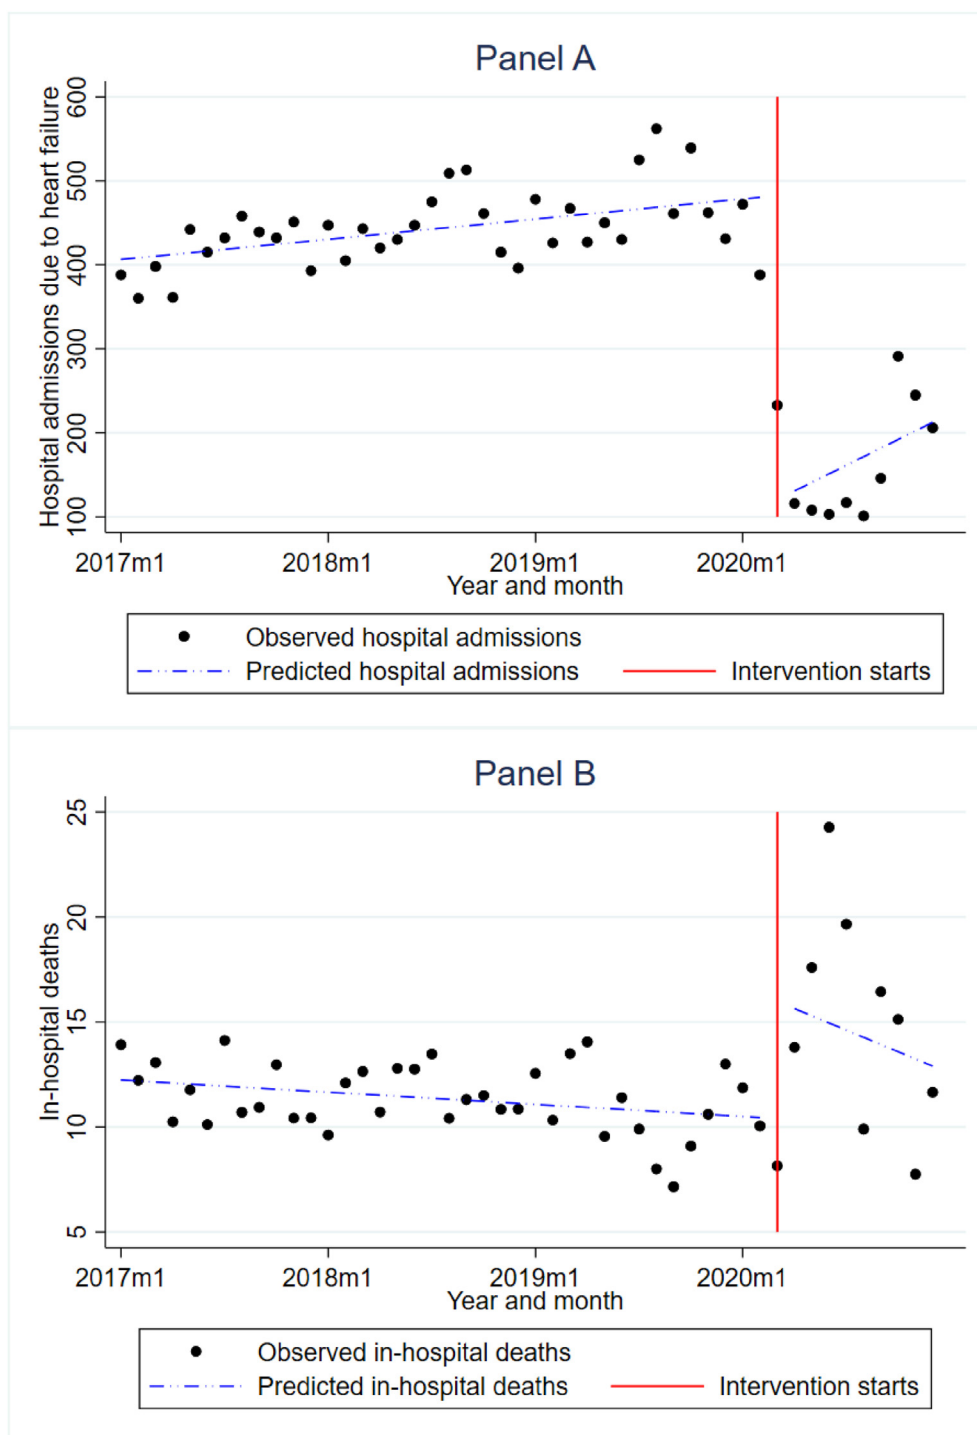 Panel A
Hospital admissions due to heart failure
600
500
400
300
200
100
2017m1 2018m1 2019m1 2020m1
Year and month
Observed hospital admissions
Predicted hospital admissions Intervention starts
Panel B
In-hospital deaths
25
20
15
10
5
2017m1 2018m1 2019m1 2020m1
Year and month
Observed in-hospital deaths
Predicted in-hospital deaths Intervention starts